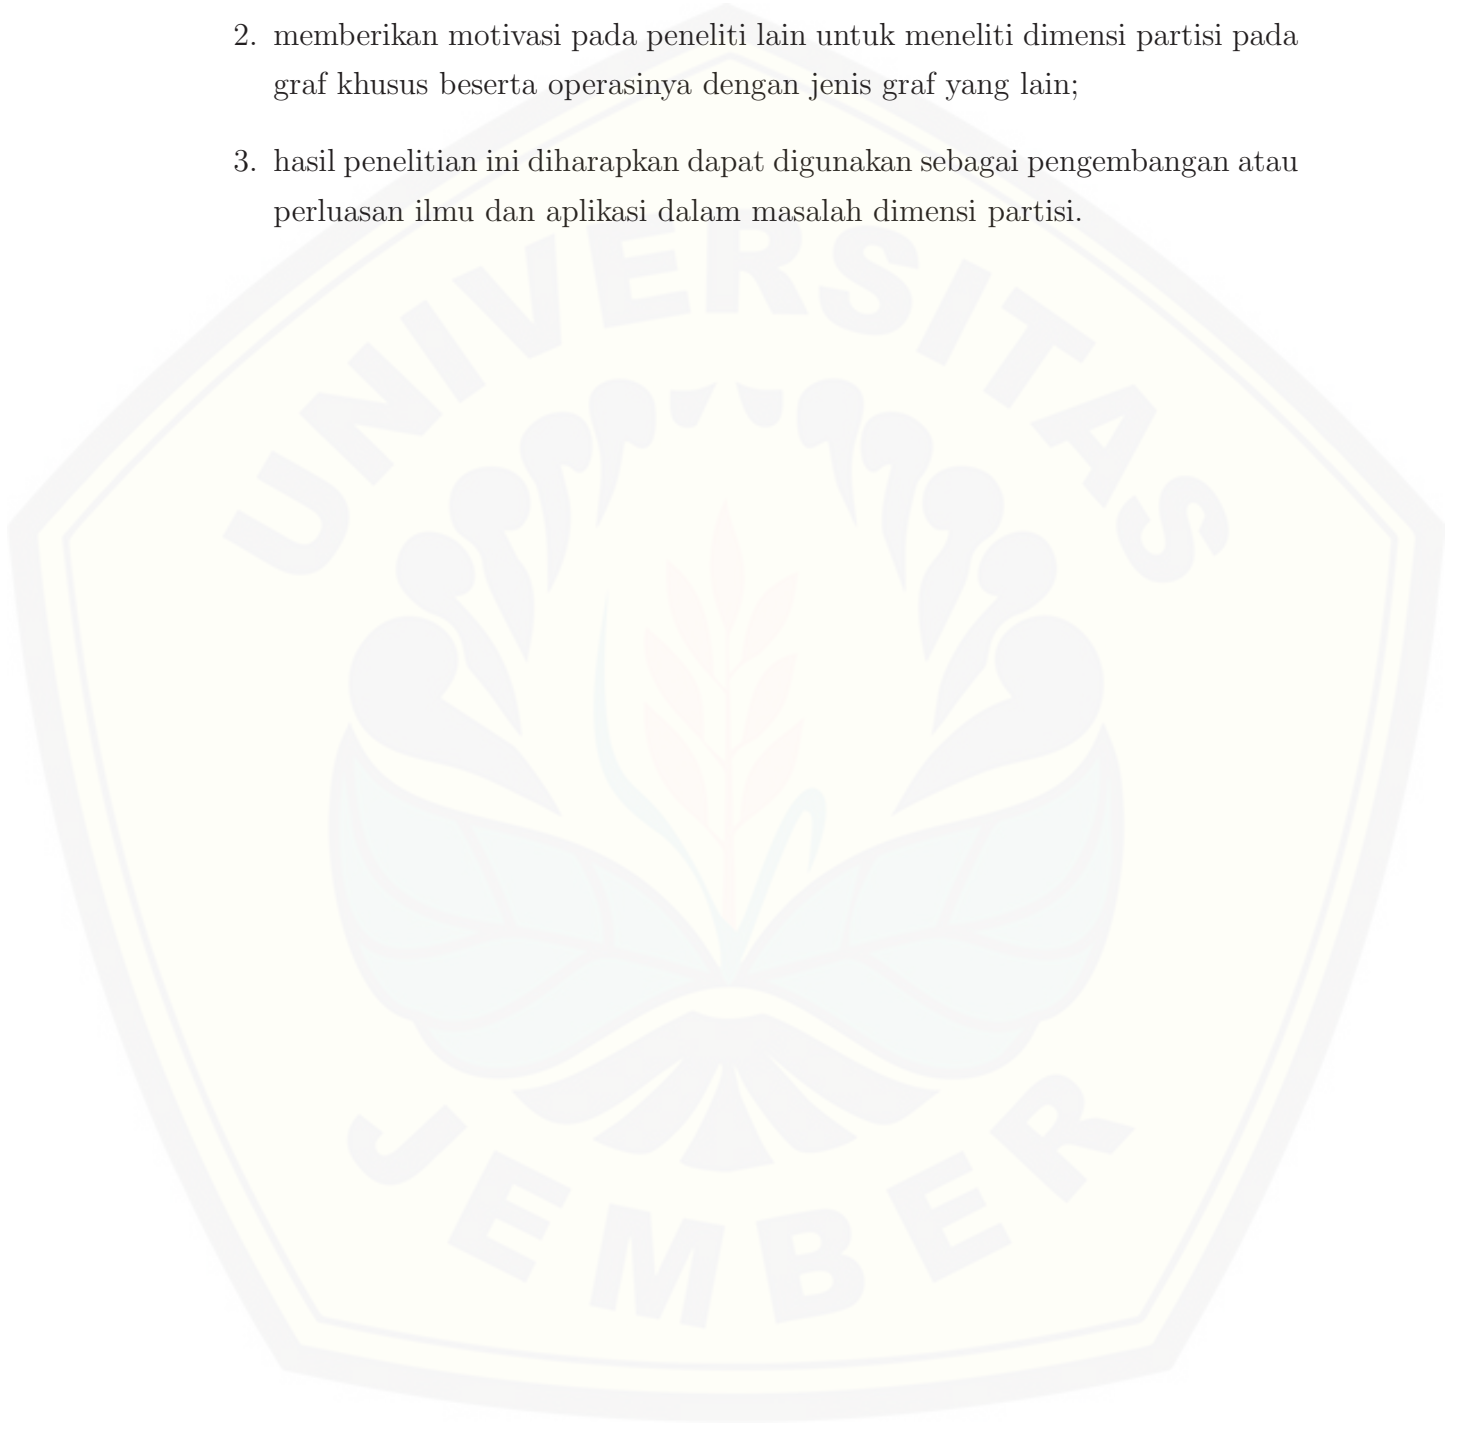 2. memberikan motivasi pada peneliti lain untuk meneliti dimensi partisi pada
graf khusus beserta operasinya dengan jenis graf yang lain;
3. hasil penelitian ini diharapkan dapat digunakan sebagai pengembangan atau
perluasan ilmu dan aplikasi dalam masalah dimensi partisi.
UNIVERSITAS
JEMBER